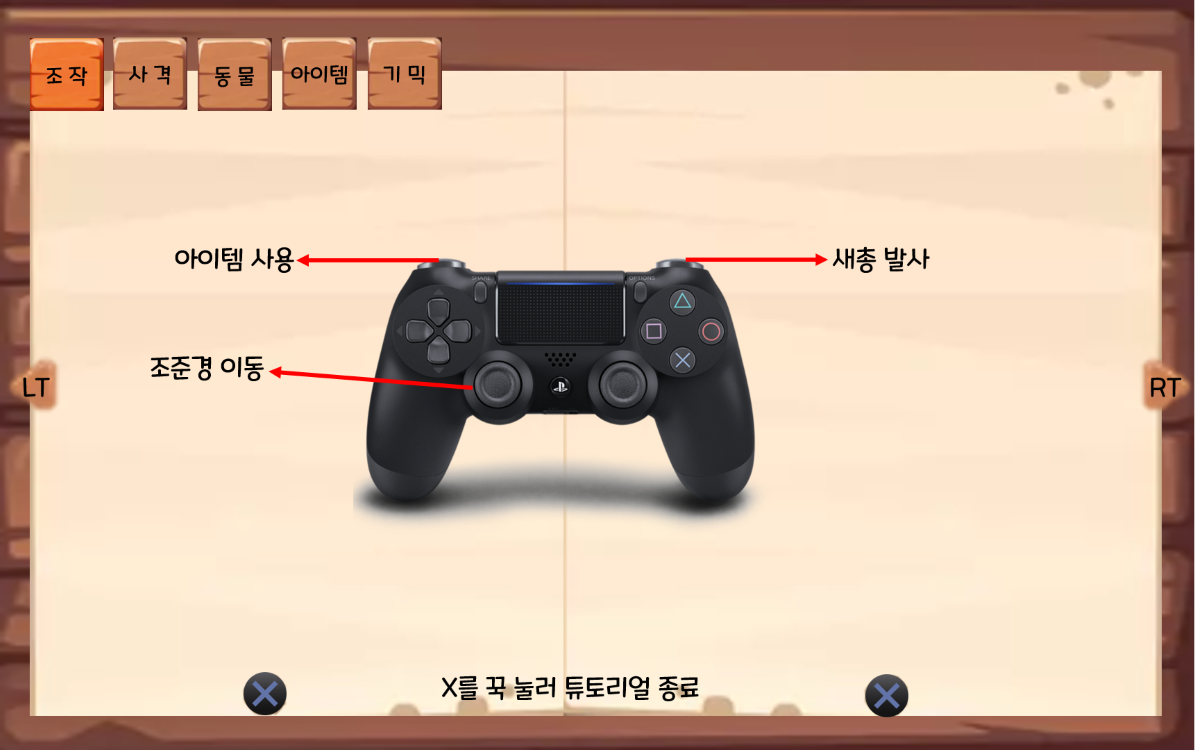 조 작
사 격
동 물
아이템
기 믹
아이템 사용
새총 발사
SHARE
OPTIONS
조준경 이동
LT
RT
X를 꾹 눌러 튜토리얼 종료